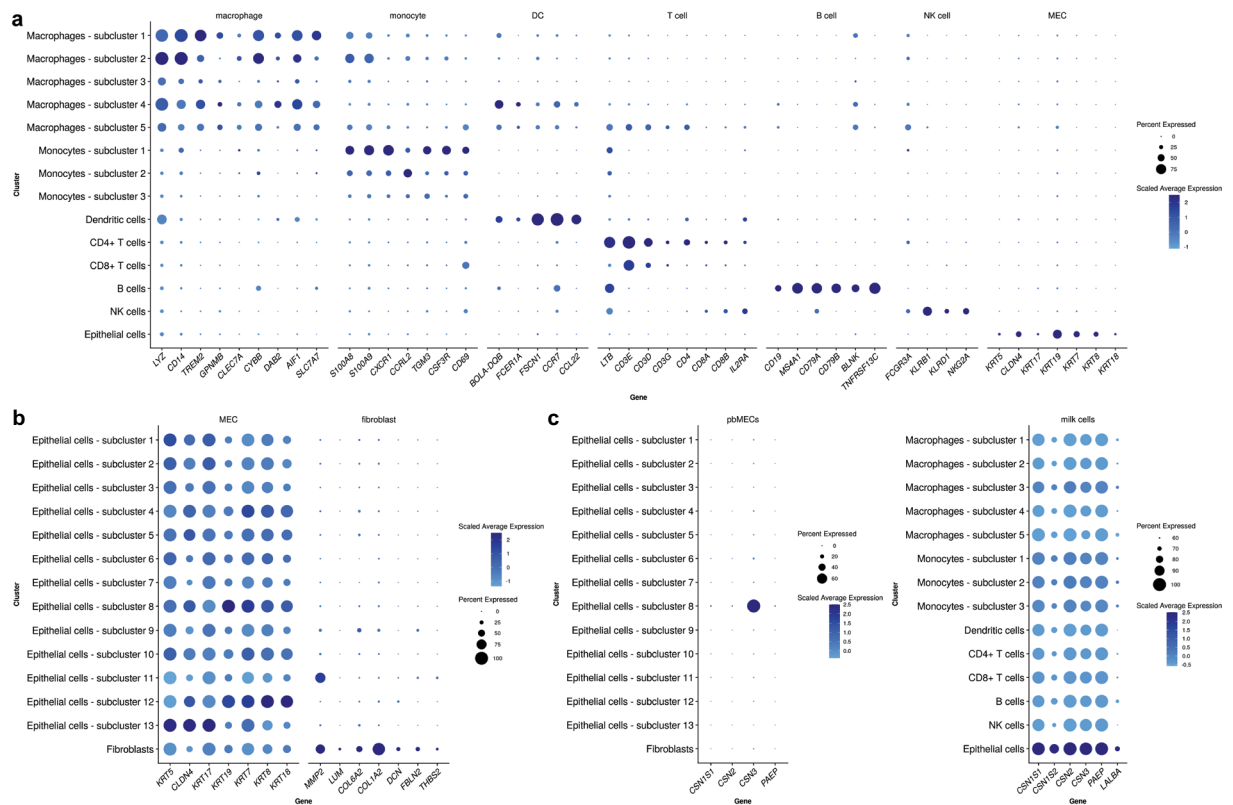 a
macrophage
monocyte
DC
T cell
B cell
NK cell
MEC
Macrophages - subcluster 1
Macrophages - subcluster 2
Macrophages - subcluster 3
Macrophages - subcluster 4
Macrophages - subcluster 5
Monocytes - subcluster 1
Monocytes - subcluster 2
Monocytes - subcluster 3
Dendritic cells
CD4+ T cells
CD8+ T cells
B cells
NK cells
Epithelial cells
Cluster
LYZ
CD14
TREM2
GPNMB
CLEC7A
CYBB
DAB2
AIF1
SLC7A7
S100A8
S100A9
CXCR1
CCRL2
TGM3
CSF3R
CD69
BOLA-DOB
FCER1A
FSCN1
CCR7
CCL22
LTB
CD3E
CD3D
CD3G
CD4
CD8A
CD8B
IL2RA
CD19
MS4A1
CD79A
CD79B
BLNK
TNFRSF13C
FCGR3A
KLRB1
KLRD1
NKG2A
KRT5
CLDN4
KRT17
KRT19
KRT7
KRT8
KRT18
Gene
Percent Expressed
0
25
50
75
Scaled Average Expression
2
1
0
-1
b
MEC
fibroblast
Epithelial cells - subcluster 1
Epithelial cells - subcluster 2
Epithelial cells - subcluster 3
Epithelial cells - subcluster 4
Epithelial cells - subcluster 5
Epithelial cells - subcluster 6
Epithelial cells - subcluster 7
Epithelial cells - subcluster 8
Epithelial cells - subcluster 9
Epithelial cells - subcluster 10
Epithelial cells - subcluster 11
Epithelial cells - subcluster 12
Epithelial cells - subcluster 13
Fibroblasts
Cluster
KRT5
CLDN4
KRT17
KRT19
KRT7
KRT8
KRT18
MMP2
LUM
COL6A2
COL1A2
DCN
FBLN2
THBS2
Gene
Scaled Average Expression
2
1
0
-1
Percent Expressed
0
25
50
75
100
c
pbMECs
Epithelial cells - subcluster 1
Epithelial cells - subcluster 2
Epithelial cells - subcluster 3
Epithelial cells - subcluster 4
Epithelial cells - subcluster 5
Epithelial cells - subcluster 6
Epithelial cells - subcluster 7
Epithelial cells - subcluster 8
Epithelial cells - subcluster 9
Epithelial cells - subcluster 10
Epithelial cells - subcluster 11
Epithelial cells - subcluster 12
Epithelial cells - subcluster 13
Fibroblasts
Cluster
CSN1S1
CSN2
CSN3
PAEP
Gene
Percent Expressed
0
20
40
60
Scaled Average Expression
2.5
2.0
1.5
1.0
0.5
0.0
milk cells
Macrophages - subcluster 1
Macrophages - subcluster 2
Macrophages - subcluster 3
Macrophages - subcluster 4
Macrophages - subcluster 5
Monocytes - subcluster 1
Monocytes - subcluster 2
Monocytes - subcluster 3
Dendritic cells
CD4+ T cells
CD8+ T cells
B cells
NK cells
Epithelial cells
Cluster
CSN1S1
CSN1S2
CSN2
CSN3
PAEP
LALBA
Gene
Percent Expressed
60
70
80
90
100
Scaled Average Expression
2.5
2.0
1.5
1.0
0.5
0.0
-0.5